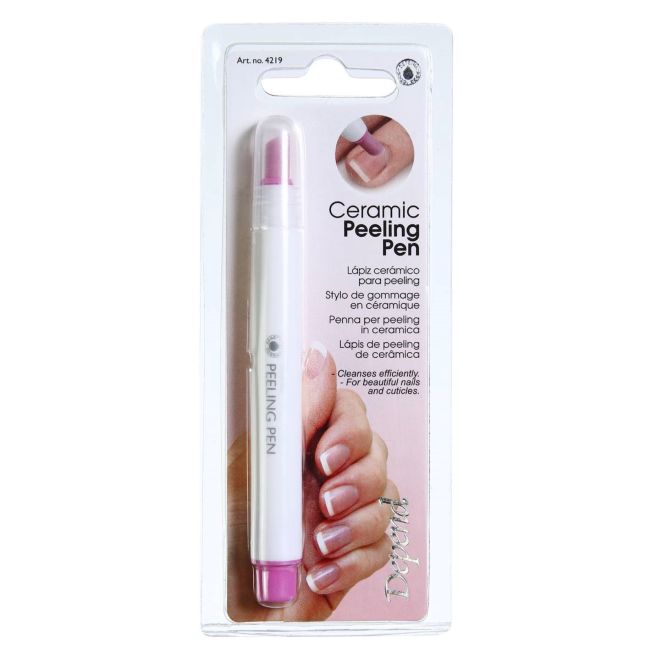 Art. no. 4219
Ceramic
Peeling
Pen
Lápiz cerámico
para peeling
Stylo de gommage
en céramique
Penna per peeling
in ceramica
Lápis de peeling
de cerâmica
- Cleanses efficiently.
- For beautiful nails
and cuticles.
PEELING PEN
Depend